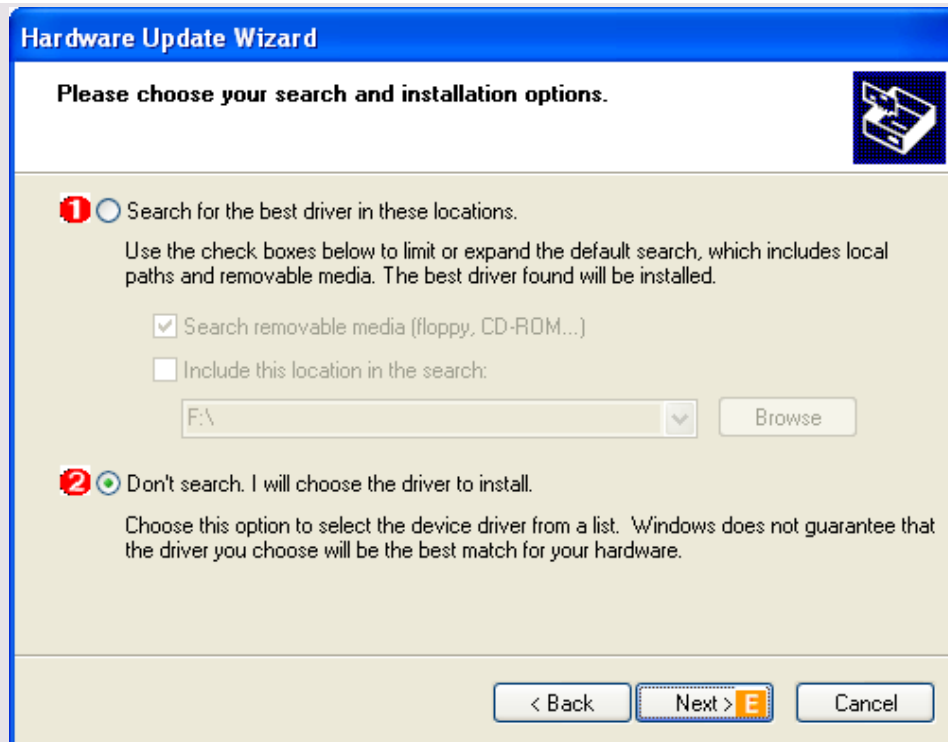 Hardware Update Wizard
Please choose your search and installation options.
1 Search for the best driver in these locations.
Use the check boxes below to limit or expand the default search, which includes local
paths and removable media. The best driver found will be installed.
Search removable media (floppy, CD-ROM...)
Include this location in the search:
F:\ Browse
2 Don't search. I will choose the driver to install.
Choose this option to select the device driver from a list. Windows does not guarantee that
the driver you choose will be the best match for your hardware.
< Back Next > E Cancel